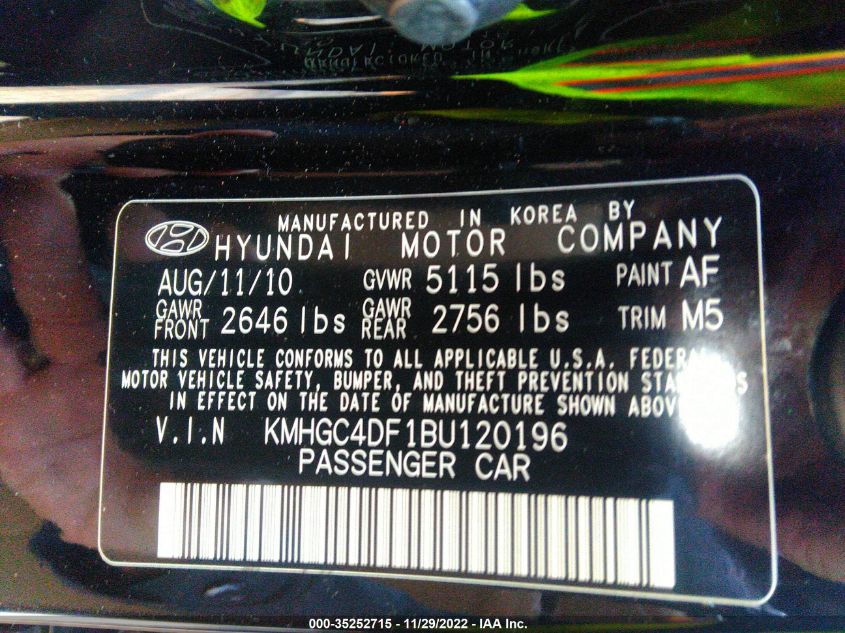 MANUFACTURED IN KOREA BY
HYUNDAI MOTOR COMPANY
AUG/11/10 GVWR 5115 lbs PAINT AF
GAWR FRONT 2646 lbs GAWR REAR 2756 lbs TRIM M5
THIS VEHICLE CONFORMS TO ALL APPLICABLE U.S.A. FEDERAL
MOTOR VEHICLE SAFETY, BUMPER, AND THEFT PREVENTION STANDARDS
IN EFFECT ON THE DATE OF MANUFACTURE SHOWN ABOVE
V.I.N KMHGC4DF1BU120196
PASSENGER CAR
000-35252715 - 11/29/2022 - IAA Inc.